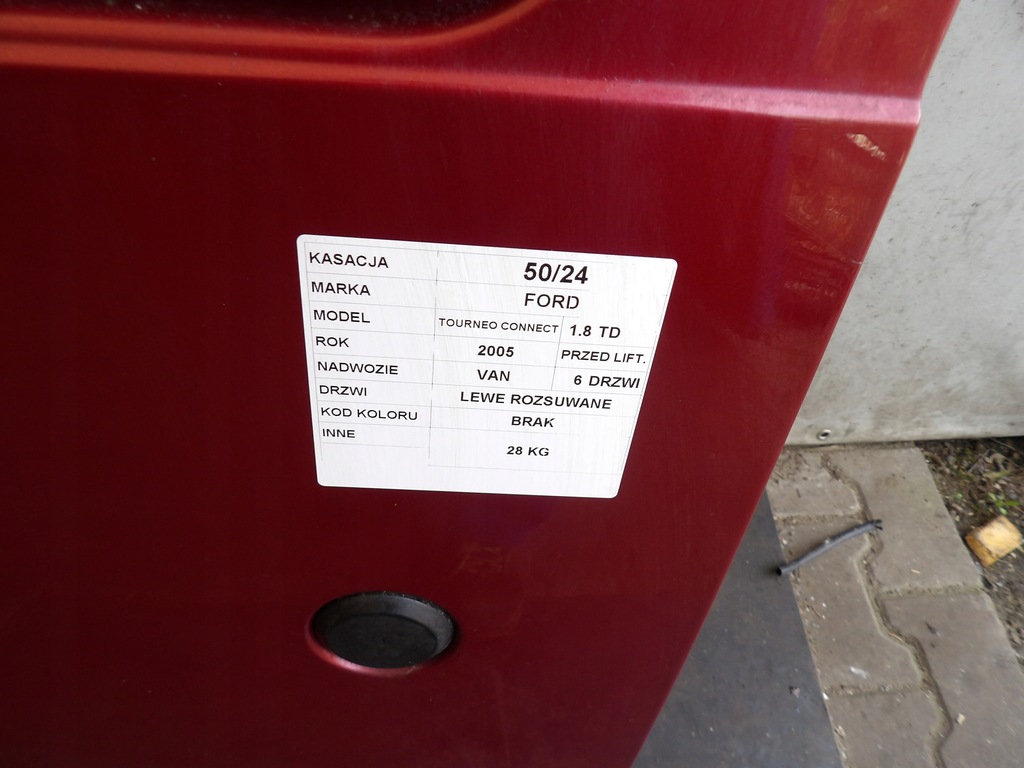 KASACJA 50/24
MARKA FORD
MODEL TOURNEO CONNECT 1.8 TD
ROK 2005 PRZED LIFT.
NADWOZIE VAN 6 DRZWI
DRZWI LEWE ROZSUWANE
KOD KOLORU BRAK
INNE 28 KG